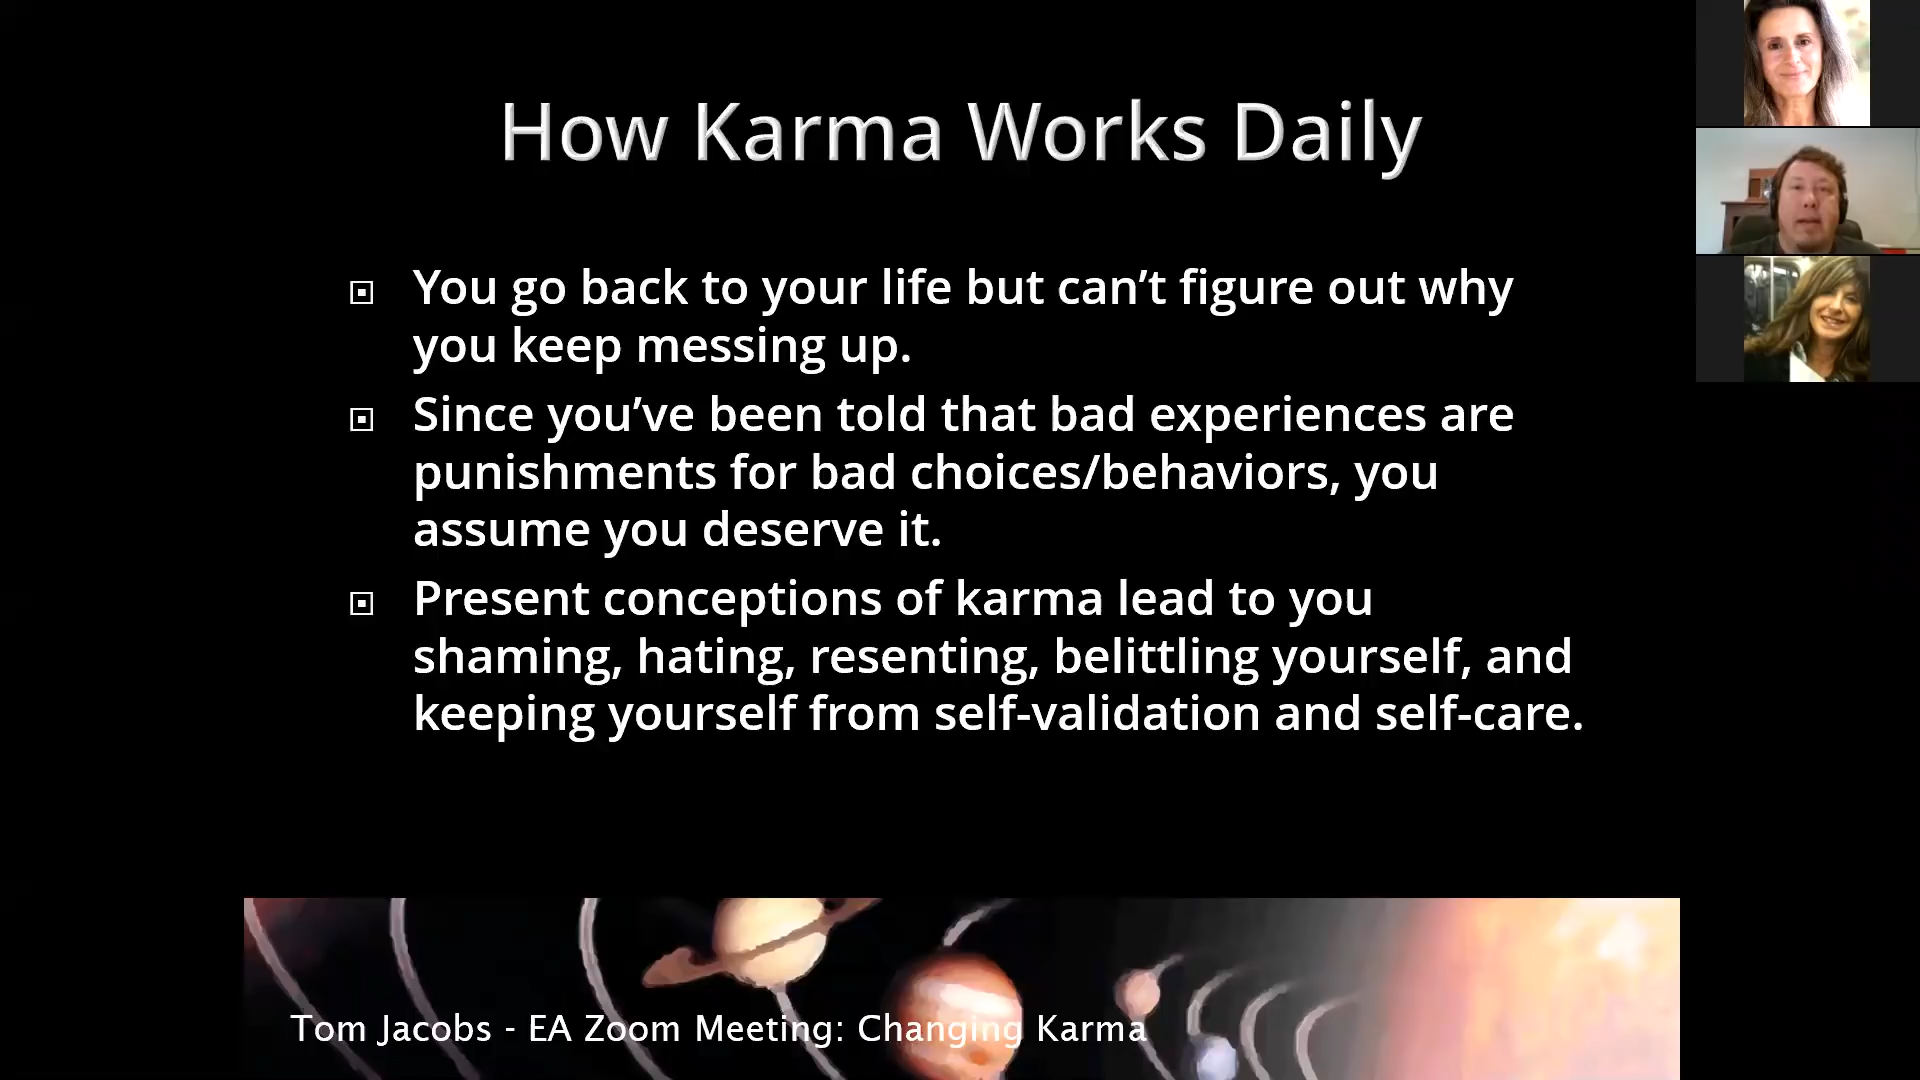 How Karma Works Daily
You go back to your life but can’t figure out why
you keep messing up.
Since you’ve been told that bad experiences are
punishments for bad choices/behaviors, you
assume you deserve it.
Present conceptions of karma lead to you
shaming, hating, resenting, belittling yourself, and
keeping yourself from self-validation and self-care.
Tom Jacobs - EA Zoom Meeting: Changing Karma